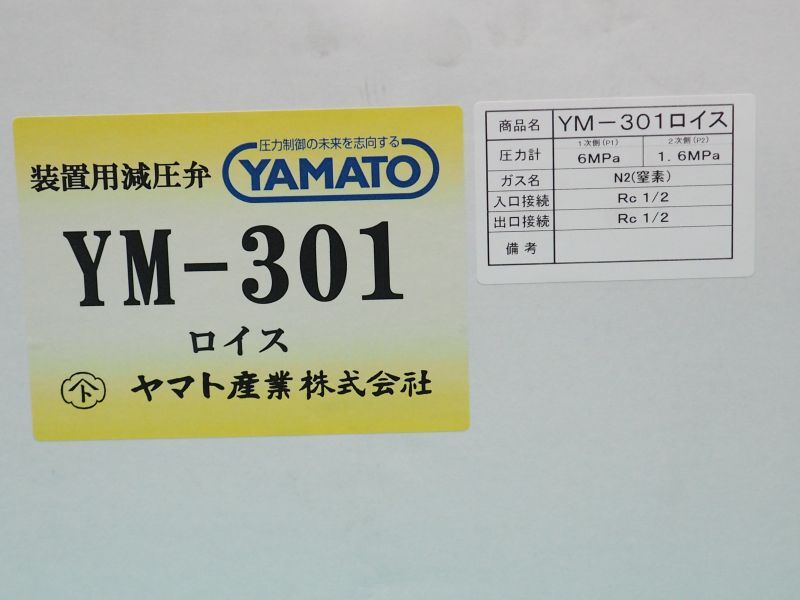 圧力制御の未来を志向する
装置用減圧弁 YAMATO
YM-301
ロイス
ヤマト産業株式会社
商品名 YM-301ロイス
圧力計 1次側(P1) 6MPa 2次側(P2) 1.6MPa
ガス名 N2(窒素)
入口接続 Rc 1/2
出口接続 Rc 1/2
備考